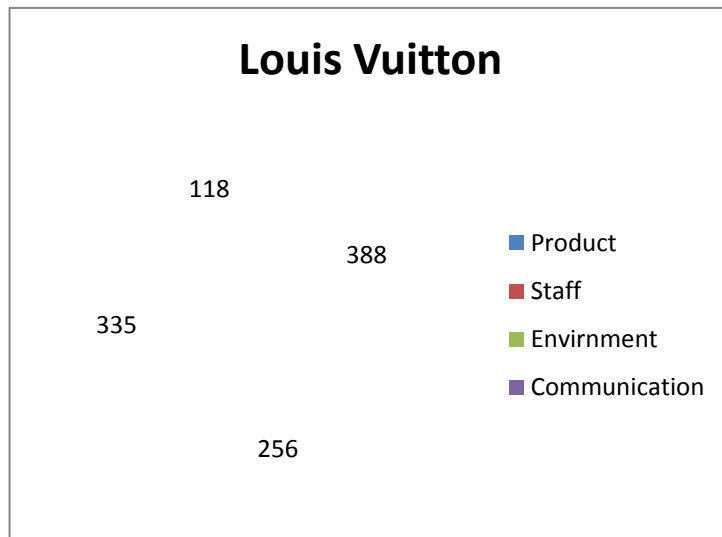 Louis Vuitton
118
388
335
256
Product
Staff
Envirnment
Communication